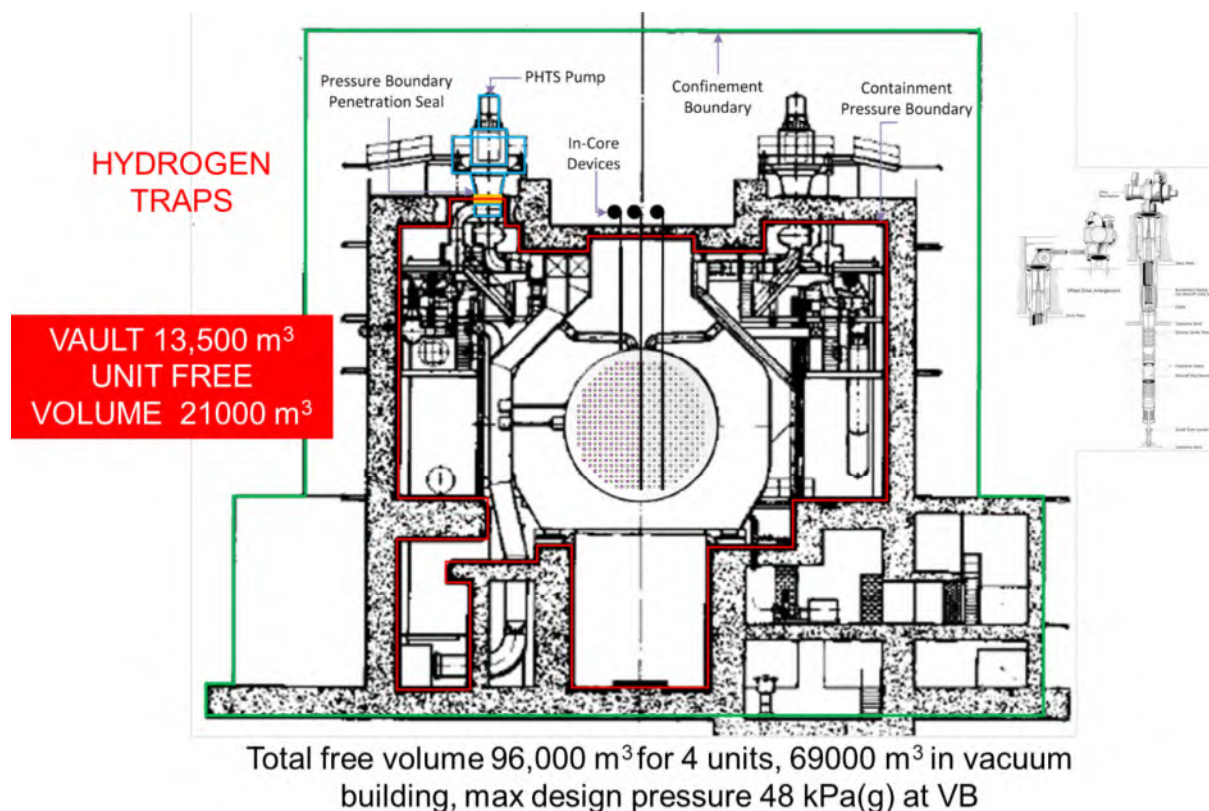 PHTS Pump
Pressure Boundary
Penetration Seal
Confinement
Boundary
Containment
Pressure Boundary
In-Core
Devices
HYDROGEN
TRAPS
VAULT 13,500 m³
UNIT FREE
VOLUME 21000 m³
Total free volume 96,000 m³ for 4 units, 69000 m³ in vacuum
building, max design pressure 48 kPa(g) at VB